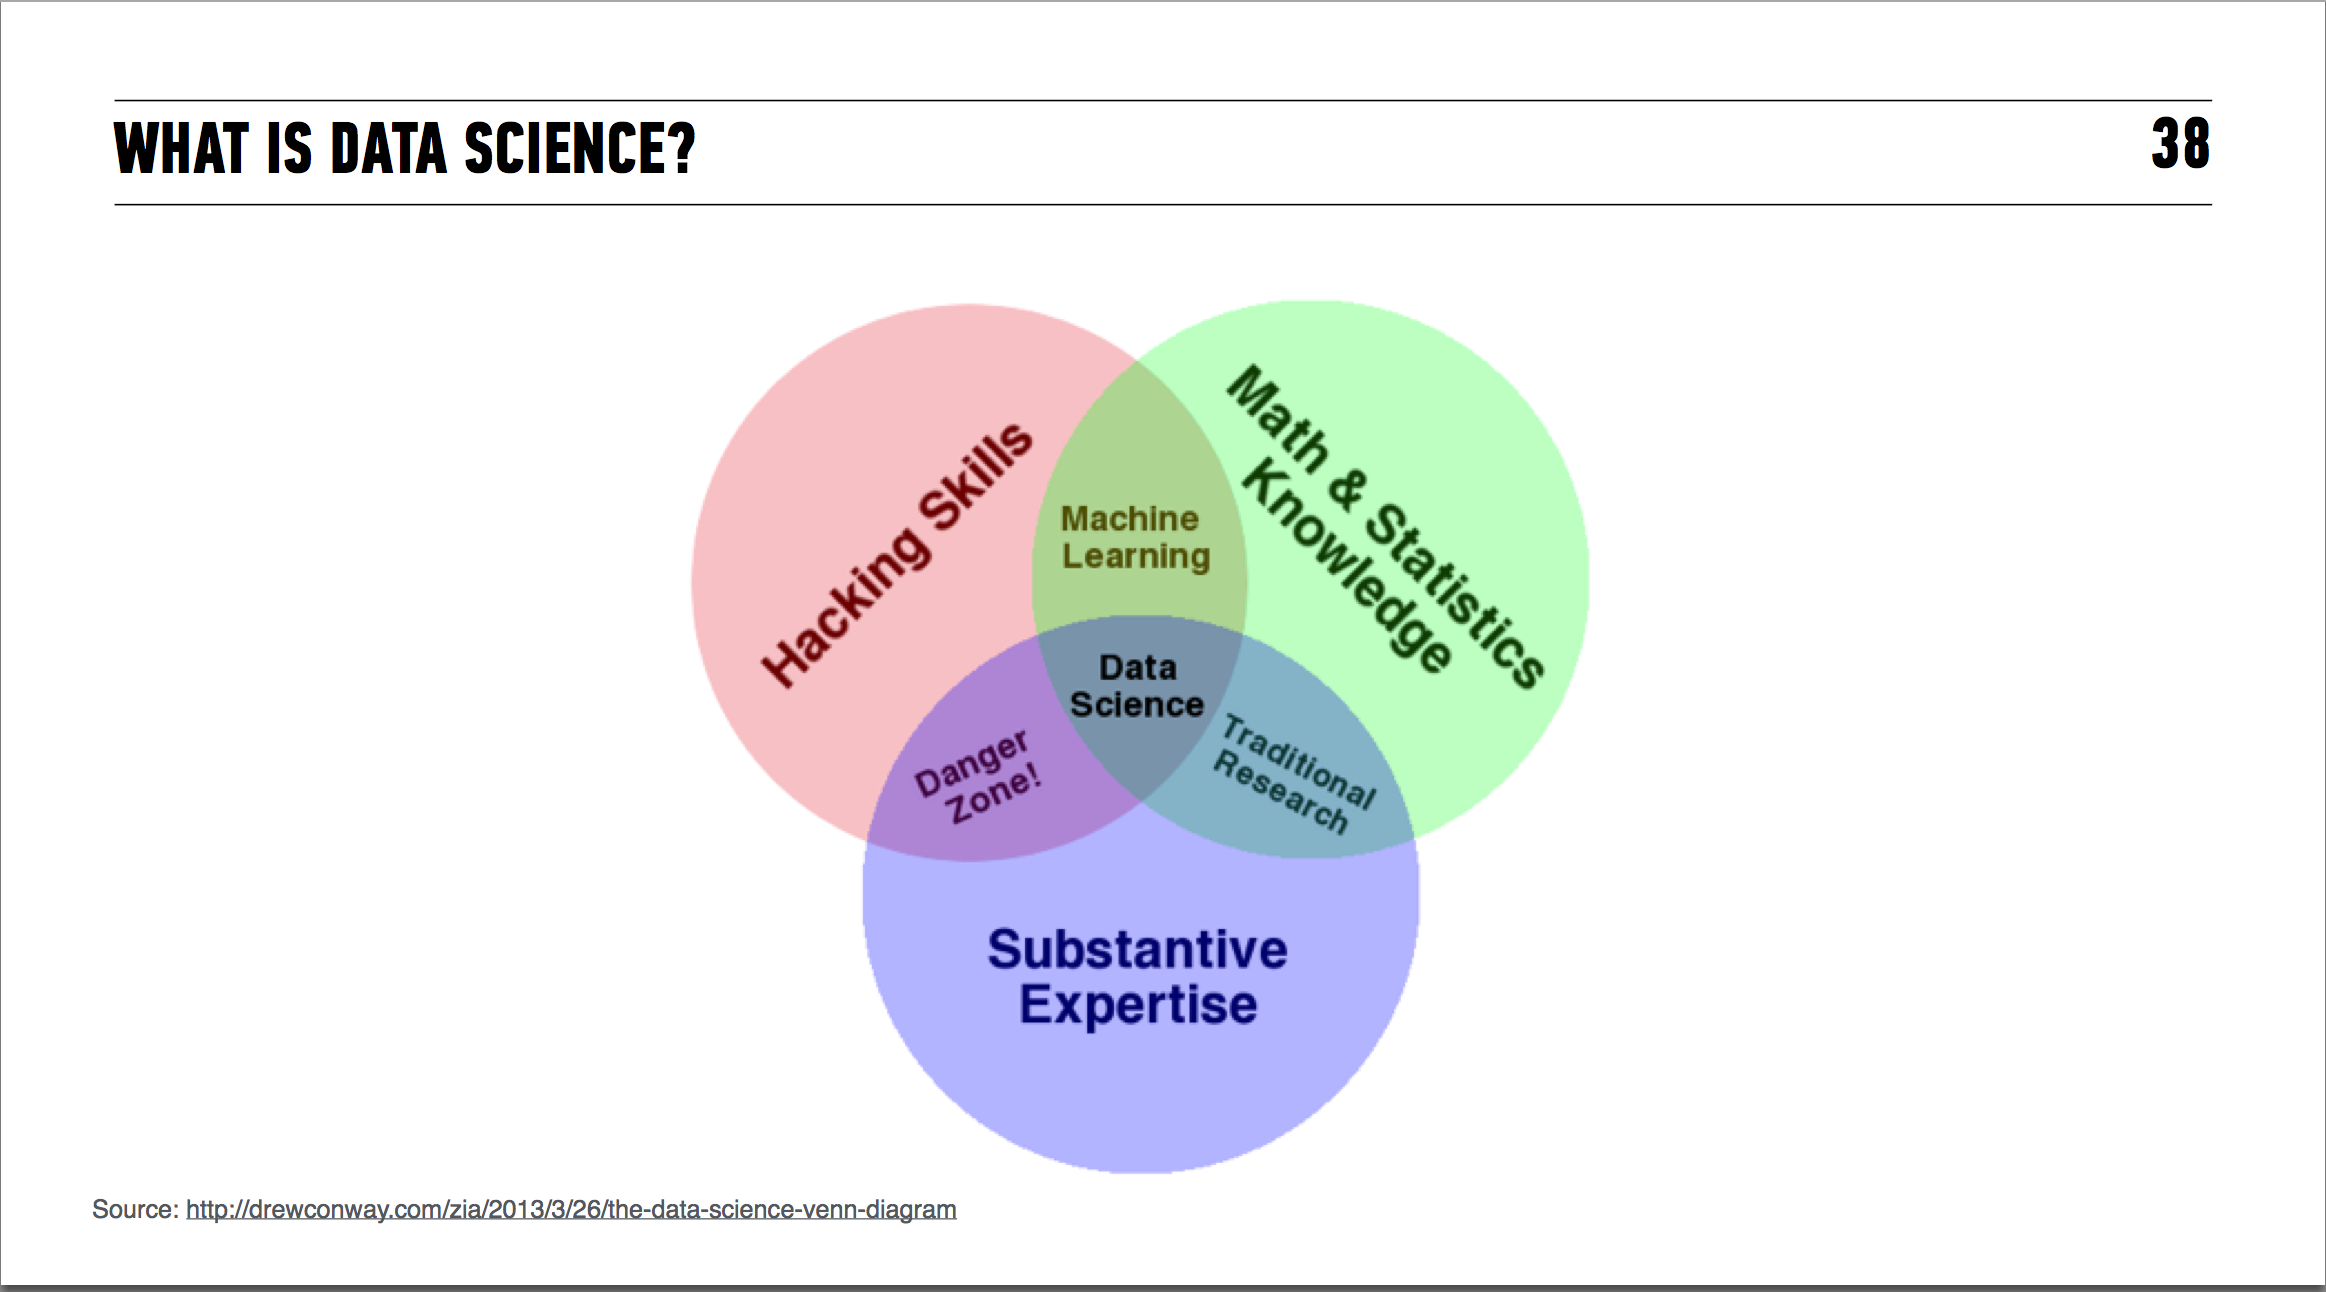 WHAT IS DATA SCIENCE?
38
Hacking Skills
Math & Statistics
Knowledge
Machine
Learning
Data
Science
Danger
Zone!
Traditional
Research
Substantive
Expertise
Source: http://drewconway.com/zia/2013/3/26/the-data-science-venn-diagram